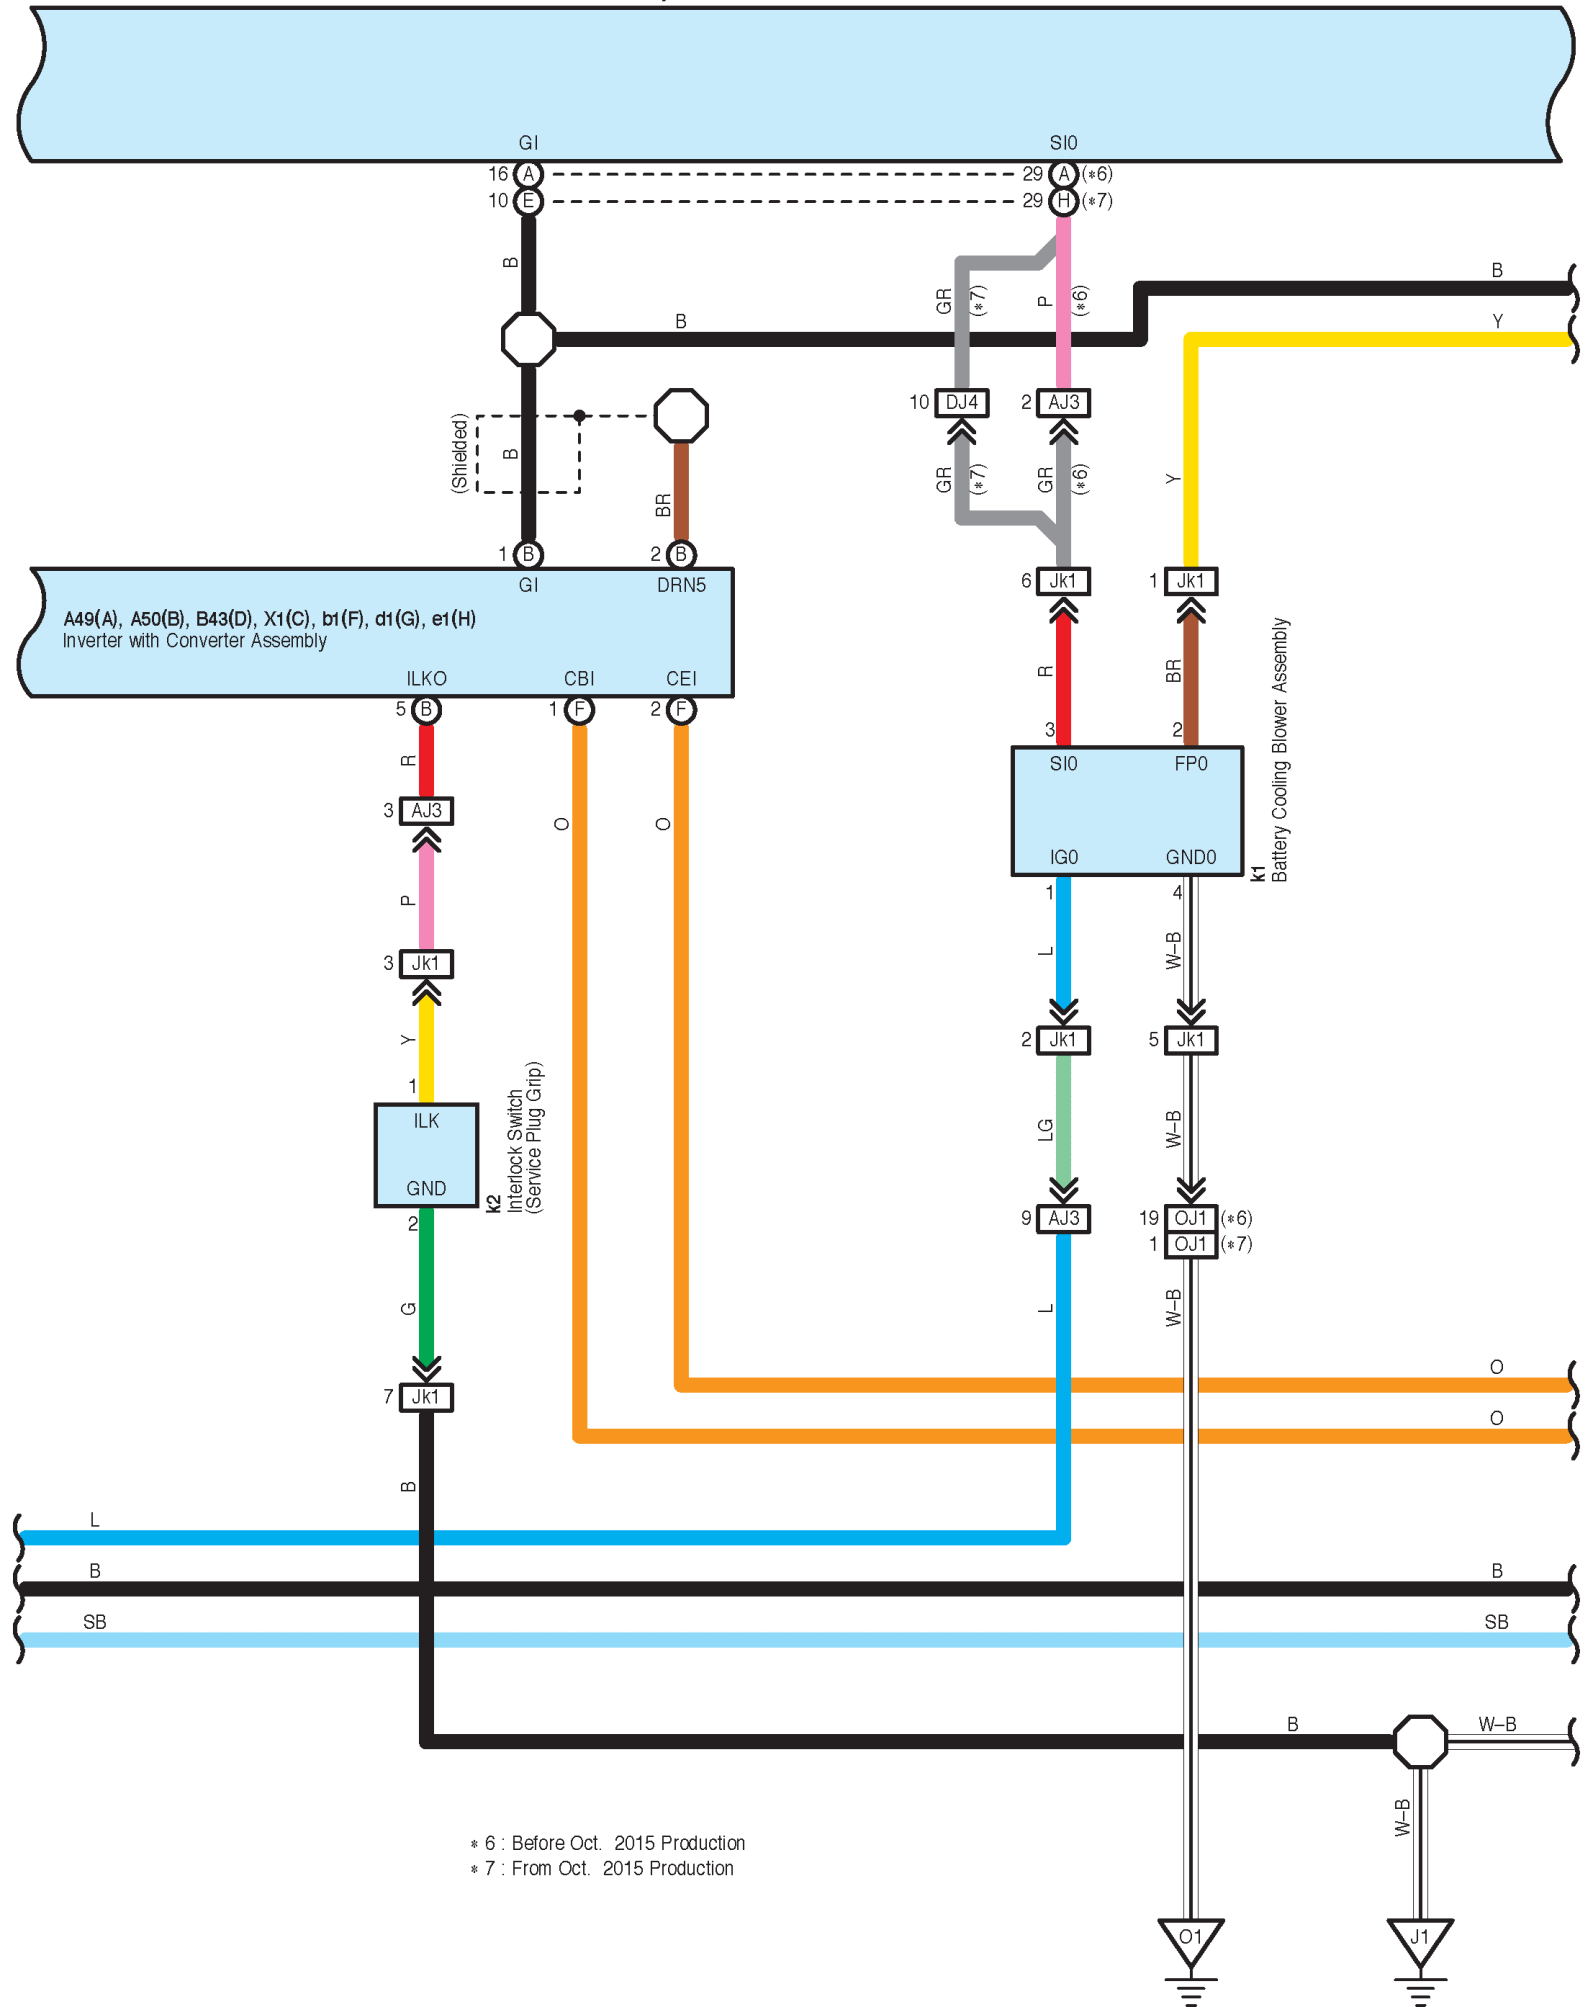 GI SI0
16 A 29 A (*6)
10 E 29 H (*7)
B
GR (*7) P (*6)
B
B
Y
10 DJ4 2 AJ3
(Shielded)
B
BR
GR (*7) GR (*6)
Y
1 B 2 B
GI DRN5
6 Jk1 1 Jk1
A49(A), A50(B), B43(D), X1(C), b1(F), d1(G), e1(H)
Inverter with Converter Assembly
ILKO CBI CEI
5 B 1 F 2 F
R BR
3 2
SI0 FP0
IG0 GND0
1 4
k1
Battery Cooling Blower Assembly
R
3 AJ3
O O
P
3 Jk1
L W-B
2 Jk1 5 Jk1
Y
1
ILK
GND
2
k2
Interlock Switch
(Service Plug Grip)
LG W-B
9 AJ3 19 OJ1 (*6)
1 OJ1 (*7)
G
L W-B
7 Jk1
O
O
B
L
B B
SB SB
B W-B
W-B
* 6 : Before Oct. 2015 Production
* 7 : From Oct. 2015 Production
O1 J1